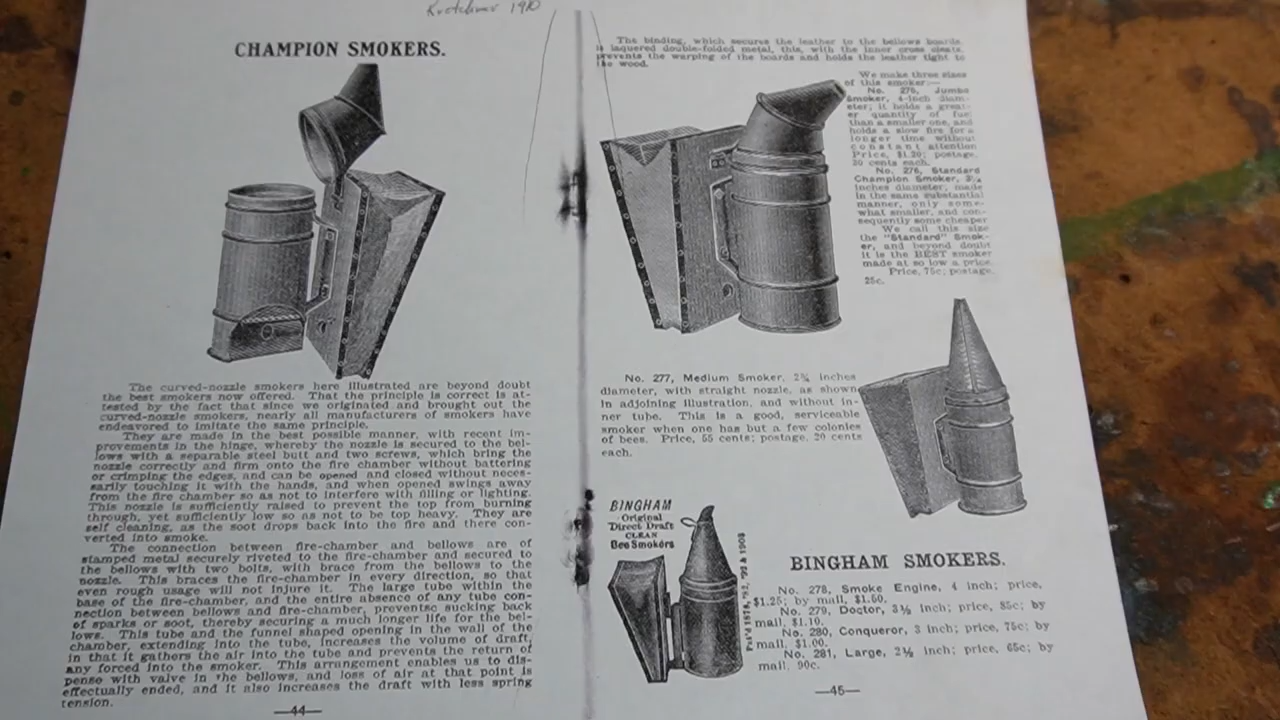 Kretchmer 1910
CHAMPION SMOKERS.
The curved-nozzle smokers here illustrated are beyond doubt
the best smokers now offered. That the principle is correct is at-
tested by the fact that since we originated and brought out the
curved-nozzle smokers, nearly all manufacturers of smokers have
endeavored to imitate the same principle.
They are made in the best possible manner, with recent im-
provements in the hinge, whereby the nozzle is secured to the bel-
lows with a separable steel butt and two screws, which bring the
nozzle correctly and firm onto the fire chamber without battering
or crimping the edges, and can be opened and closed without neces-
sarily touching it with the hands, and when opened swings away
from the fire chamber so as not to interfere with filling or lighting.
This nozzle is sufficiently raised to prevent the top from burning
through, yet sufficiently low so as not to be top heavy. They are
self cleaning, as the soot drops back into the fire and there con-
verted into smoke.
The connection between fire-chamber and bellows are of
stamped metal securely riveted to the fire-chamber and secured to
the bellows with two bolts, with brace from the bellows to the
nozzle. This braces the fire-chamber in every direction, so that
even rough usage will not injure it. The large tube within the
base of the fire-chamber, and the entire absence of any tube con-
nection between bellows and fire-chamber, prevents sucking back
of sparks or soot, thereby securing a much longer life for the bel-
lows. This tube and the funnel shaped opening in the wall of the
chamber, extending into the tube, increases the volume of draft,
in that it gathers the air into the tube and prevents the return of
any forced into the smoker. This arrangement enables us to dis-
pense with valve in the bellows, and loss of air at that point is
effectually ended, and it also increases the draft with less spring
tension.
—44—
The binding, which secures the leather to the bellows boards,
is laquered double-folded metal, this, with the inner cross cleats,
prevents the warping of the boards and holds the leather tight to
the wood.
We make three sizes
of this smoker:—
No. 275, Jumbo
Smoker, 4-inch diam-
eter; it holds a great-
er quantity of fuel
than a smaller one, and
holds a slow fire for a
longer time without
constant attention
Price, $1.20; postage,
30 cents each.
No. 276, Standard
Champion Smoker, 3¼
inches diameter; made
in the same substantial
manner, only some-
what smaller, and con-
sequently some cheaper
We call this size
the "Standard" Smok-
er, and beyond doubt
it is the BEST smoker
made at so low a price.
Price, 75c; postage,
25c.
No. 277, Medium Smoker, 2¾ inches
diameter, with straight nozzle, as shown
in adjoining illustration, and without in-
ner tube. This is a good, serviceable
smoker when one has but a few colonies
of bees. Price, 55 cents; postage, 20 cents
each.
BINGHAM
Original
Direct Draft
CLEAN
Bee Smokers
Pat'd 1878, '82, '92 & 1903
BINGHAM SMOKERS.
No. 278, Smoke Engine, 4 inch; price,
$1.25; by mail, $1.50.
No. 279, Doctor, 3½ inch; price, 85c; by
mail, $1.10.
No. 280, Conqueror, 3 inch; price, 75c; by
mail, $1.00.
No. 281, Large, 2½ inch; price, 65c; by
mail, 90c.
—45—